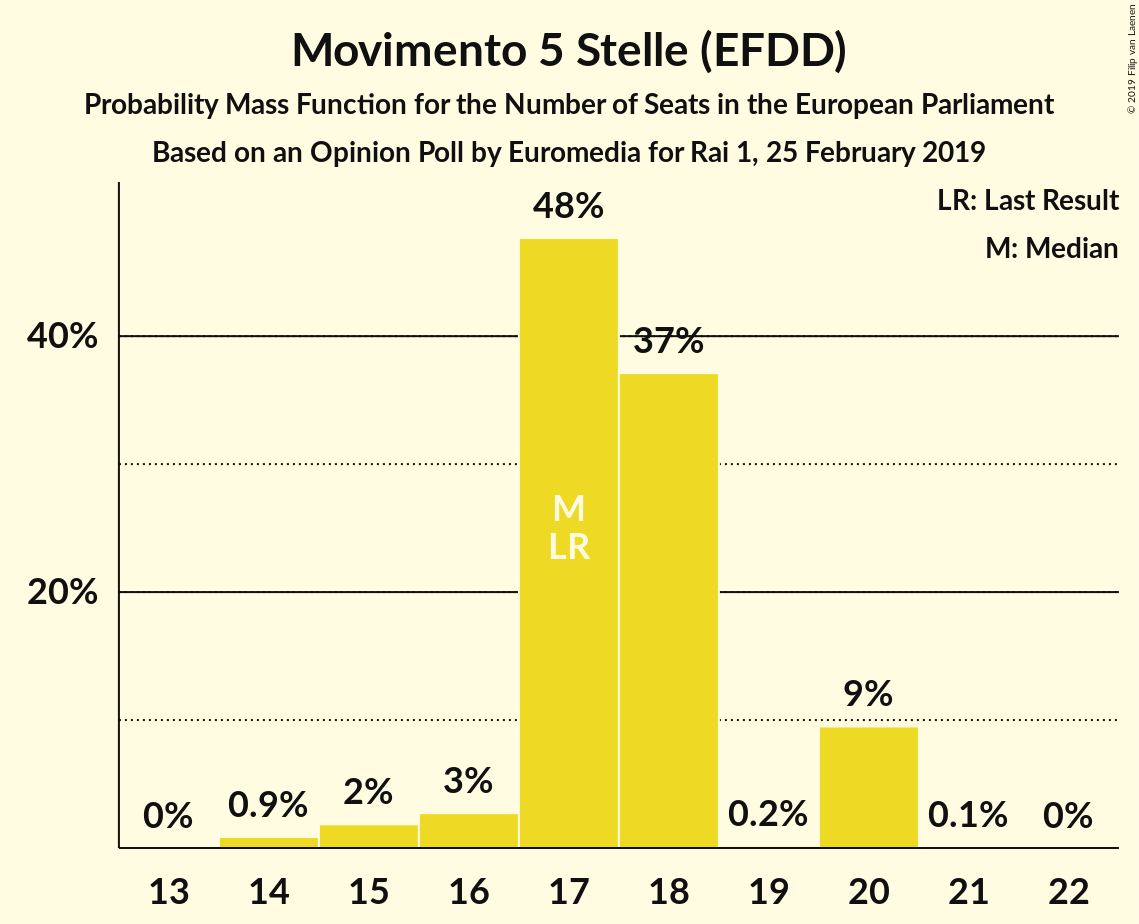 Movimento 5 Stelle (EFDD)
Probability Mass Function for the Number of Seats in the European Parliament
Based on an Opinion Poll by Euromedia for Rai 1, 25 February 2019
© 2019 Filip van Laenen
LR: Last Result
M: Median
48%
40%
37%
M
LR
20%
9%
3%
2%
0.9%
0%
0.2%
0.1%
0%
13 14 15 16 17 18 19 20 21 22